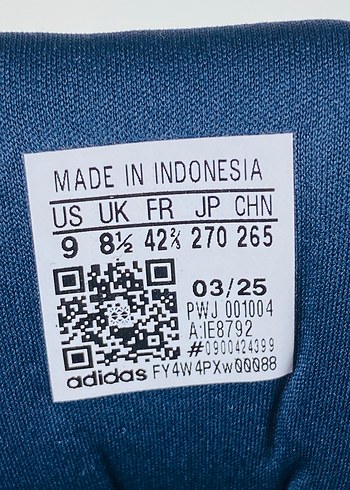 MADE IN INDONESIA
US UK FR JP CHN
9 8½ 42⅔ 270 265
03/25
PWJ 001004
A:IE8792
#0900424399
adidas FY4W4PXw00088